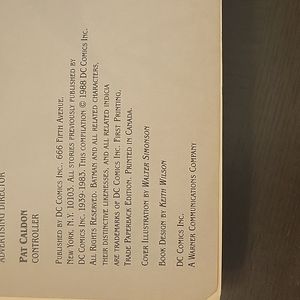 ADVERTISING DIRECTOR
PAT CALDON
CONTROLLER
PUBLISHED BY DC COMICS INC., 666 FIFTH AVENUE,
NEW YORK, N.Y. 10103. ALL STORIES PREVIOUSLY PUBLISHED BY
DC COMICS INC. 1939-1983. THIS COMPILATION © 1988 DC COMICS INC.
ALL RIGHTS RESERVED. BATMAN AND ALL RELATED CHARACTERS,
THEIR DISTINCTIVE LIKENESSES, AND ALL RELATED INDICIA
ARE TRADEMARKS OF DC COMICS INC. FIRST PRINTING,
TRADE PAPERBACK EDITION. PRINTED IN CANADA.
COVER ILLUSTRATION BY WALTER SIMONSON
BOOK DESIGN BY KEITH WILSON
DC COMICS INC.
A WARNER COMMUNICATIONS COMPANY